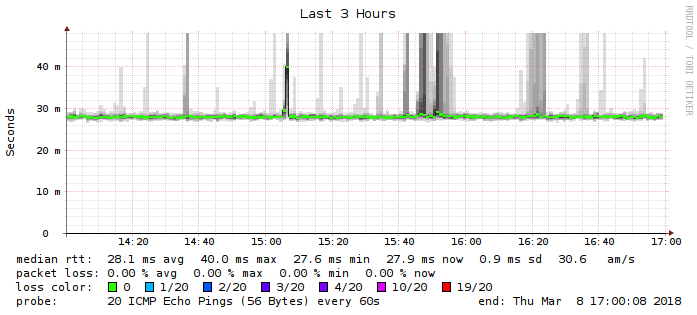 Last 3 Hours
RRDTOOL / TOBI OETIKER
Seconds
40 m
30 m
20 m
10 m
0
14:20 14:40 15:00 15:20 15:40 16:00 16:20 16:40 17:00
median rtt: 28.1 ms avg 40.0 ms max 27.6 ms min 27.9 ms now 0.9 ms sd 30.6 am/s
packet loss: 0.00 % avg 0.00 % max 0.00 % min 0.00 % now
loss color: 0 1/20 2/20 3/20 4/20 10/20 19/20
probe: 20 ICMP Echo Pings (56 Bytes) every 60s end: Thu Mar 8 17:00:08 2018